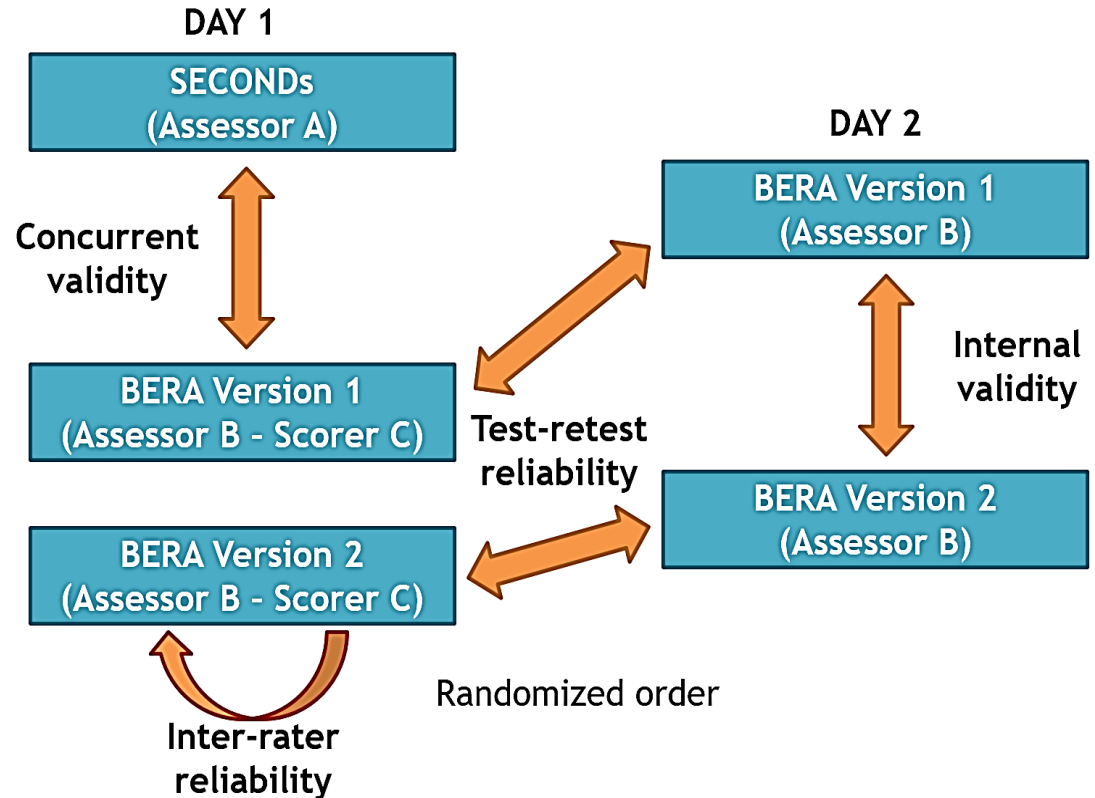 DAY 1
SECONDs
(Assessor A)
Concurrent
validity
BERA Version 1
(Assessor B – Scorer C)
BERA Version 2
(Assessor B – Scorer C)
Inter-rater
reliability
Test-retest
reliability
Randomized order
DAY 2
BERA Version 1
(Assessor B)
Internal
validity
BERA Version 2
(Assessor B)